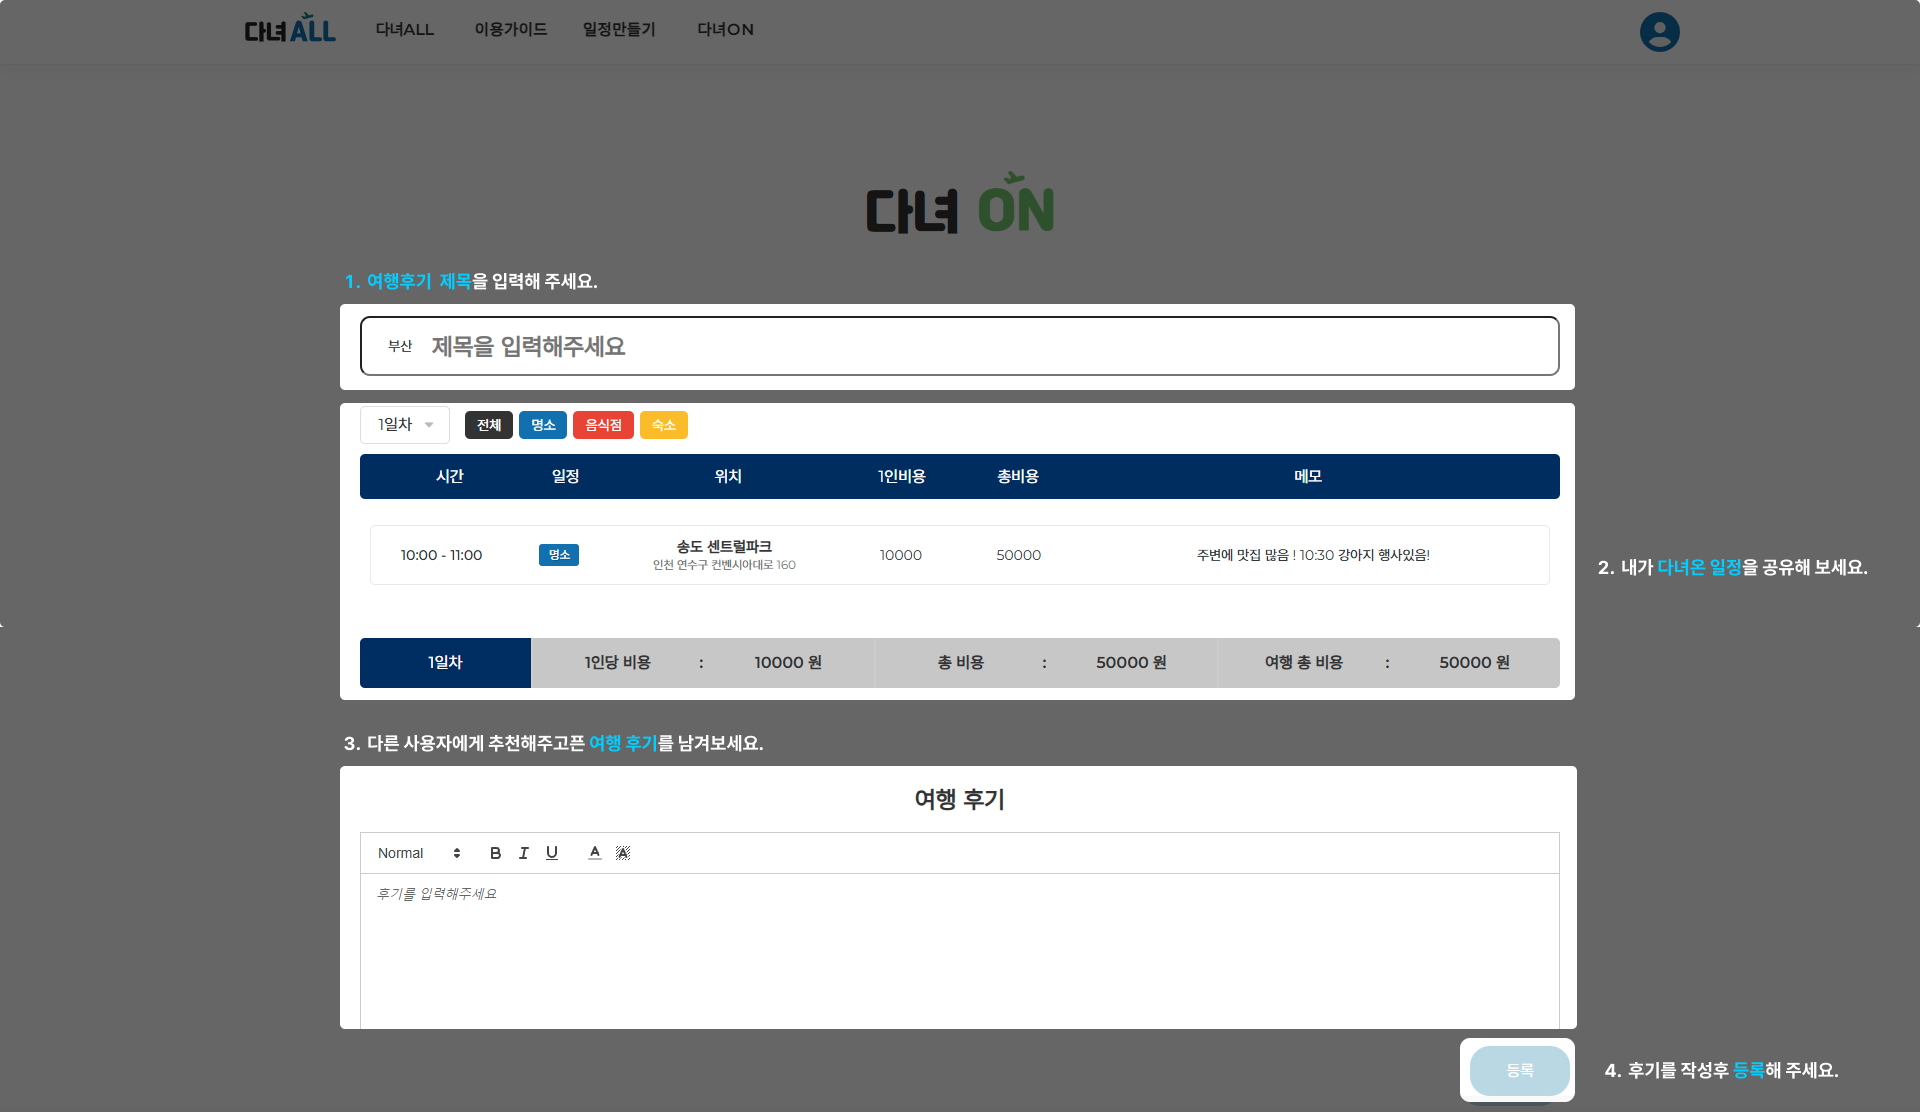 다녀ALL 다녀ALL 이용가이드 일정만들기 다녀ON
다녀 ON
1. 여행후기 제목을 입력해 주세요.
부산 제목을 입력해주세요
1일차 전체 명소 음식점 숙소
시간 일정 위치 1인비용 총비용 메모
10:00 - 11:00 명소 송도 센트럴파크 10000 50000 주변에 맛집 많음 ! 10:30 강아지 행사있음!
인천 연수구 컨벤시아대로 160
2. 내가 다녀온 일정을 공유해 보세요.
1일차 1인당 비용 : 10000 원 총 비용 : 50000 원 여행 총 비용 : 50000 원
3. 다른 사용자에게 추천해주고픈 여행 후기를 남겨보세요.
여행 후기
Normal B I U A A
후기를 입력해주세요
등록
4. 후기를 작성후 등록해 주세요.